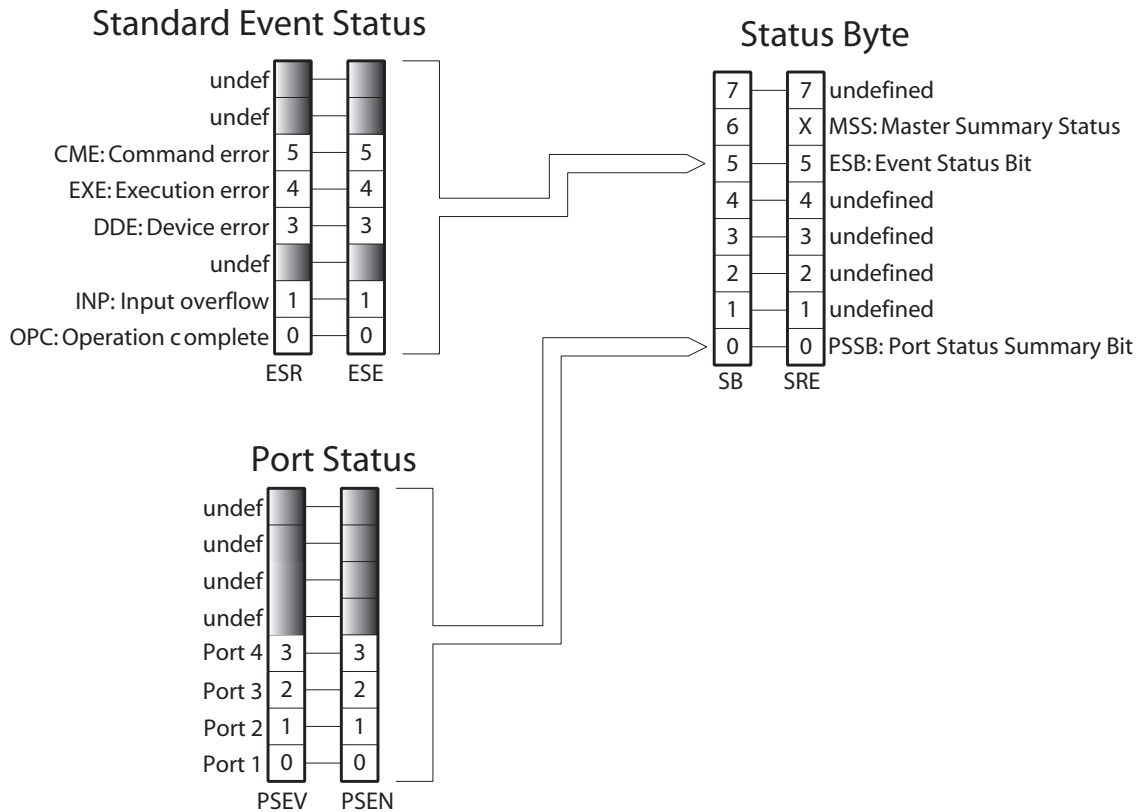 Standard Event Status
undef
undef
CME: Command error 5 5
EXE: Execution error 4 4
DDE: Device error 3 3
undef
INP: Input overflow 1 1
OPC: Operation c omplete 0 0
ESR ESE
Status Byte
7 7 undefined
6 X MSS: Master Summary Status
5 5 ESB: Event Status Bit
4 4 undefined
3 3 undefined
2 2 undefined
1 1 undefined
0 0 PSSB: Port Status Summary Bit
SB SRE
Port Status
undef
undef
undef
undef
Port 4 3 3
Port 3 2 2
Port 2 1 1
Port 1 0 0
PSEV PSEN